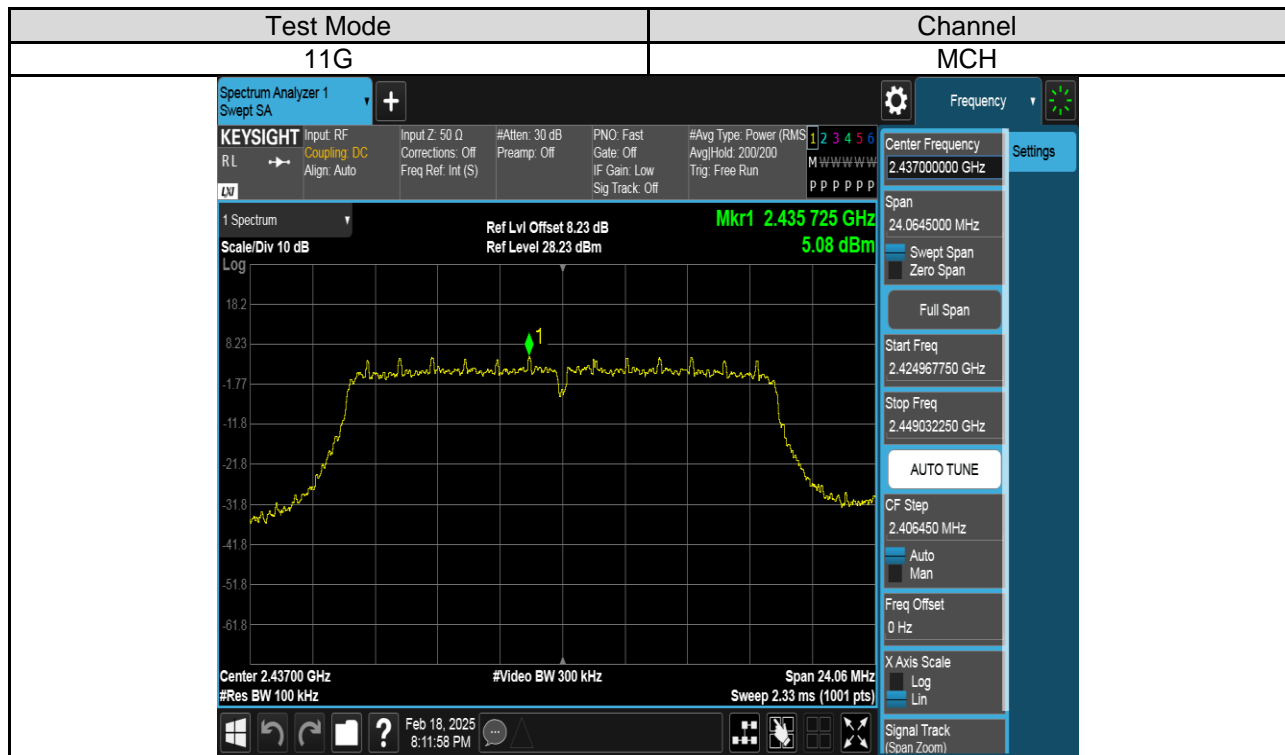 Test Mode Channel
11G MCH
Spectrum Analyzer 1
Swept SA
+
Frequency
KEYSIGHT
RL
LXI
Input: RF
Coupling: DC
Align: Auto
Input Z: 50 Ω
Corrections: Off
Freq Ref: Int (S)
#Atten: 30 dB
Preamp: Off
PNO: Fast
Gate: Off
IF Gain: Low
Sig Track: Off
#Avg Type: Power (RMS
Avg|Hold: 200/200
Trig: Free Run
1 2 3 4 5 6
M W W W W W
P P P P P P
1 Spectrum
Scale/Div 10 dB
Log
Ref Lvl Offset 8.23 dB
Ref Level 28.23 dBm
Mkr1 2.435 725 GHz
5.08 dBm
18.2
8.23
-1.77
-11.8
-21.8
-31.8
-41.8
-51.8
-61.8
1
Center 2.43700 GHz
#Res BW 100 kHz
#Video BW 300 kHz
Span 24.06 MHz
Sweep 2.33 ms (1001 pts)
Center Frequency
2.437000000 GHz
Settings
Span
24.0645000 MHz
Swept Span
Zero Span
Full Span
Start Freq
2.424967750 GHz
Stop Freq
2.449032250 GHz
AUTO TUNE
CF Step
2.406450 MHz
Auto
Man
Freq Offset
0 Hz
X Axis Scale
Log
Lin
Signal Track
(Span Zoom)
?
Feb 18, 2025
8:11:58 PM